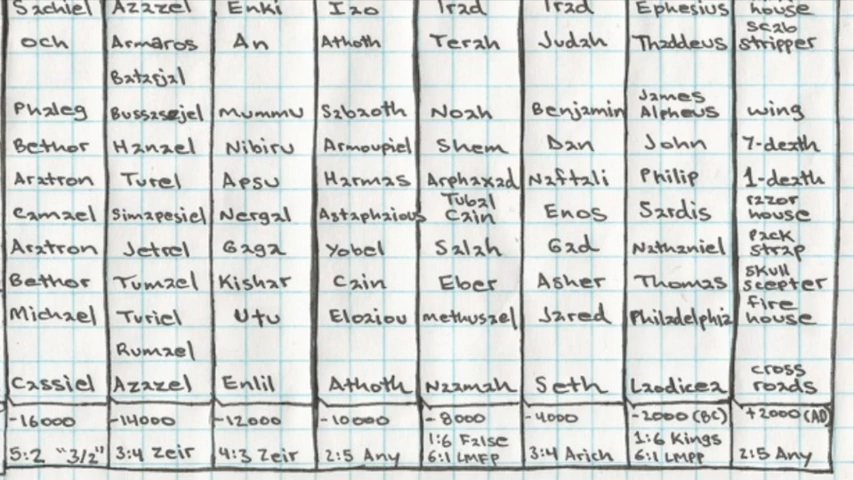 Sachiel Azazel Enki Iao Irad Irad Ephesius house
Och Armaros An Athoth Terah Judah Thaddeus scab stripper
Batarjal
Phaleg Bussasejel Mummu Sabaoth Noah Benjamin James Alpheus wing
Bethor Hanael Nibiru Armoupiel Shem Dan John 7-death
Aratron Turel Apsu Harmas Arphaxad Naftali Philip 1-death
Camael Simapesiel Nergal Astaphaious Tubal Cain Enos Sardis razor house
Aratron Jetrel Gaga Yobel Salah Gad Nathaniel pack strap
Bethor Tumael Kishar Cain Eber Asher Thomas skull scepter
Michael Turiel Utu Eloaiou methusael Jared Philadelphia fire house
Rumael
Cassiel Azazel Enlil Athoth Naamah Seth Laodicea cross roads
-16000 -14000 -12000 -10000 -8000 -4000 -2000 (BC) +2000 (AD)
5:2 "3/2" 3:4 Zeir 4:3 Zeir 2:5 Any 1:6 False 6:1 LMFP 3:4 Arich 1:6 Kings 6:1 LMPP 2:5 Any